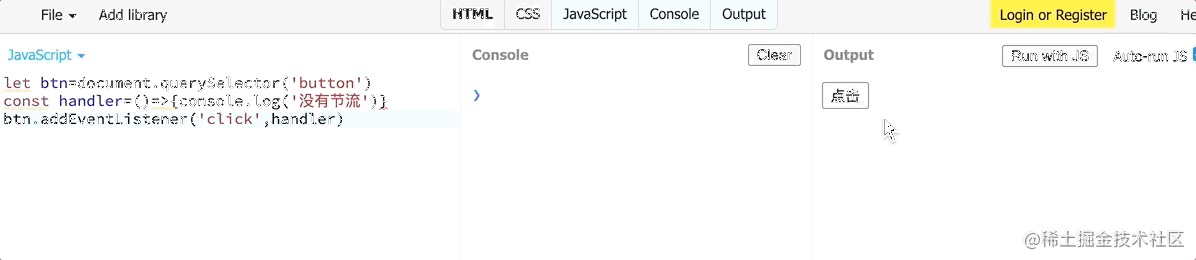 File Add library HTML CSS JavaScript Console Output Login or Register Blog He
JavaScript Console Clear Output Run with JS Auto-run JS
let btn=document.querySelector('button')
const handler=()=>{console.log('没有节流')}
btn.addEventListener('click',handler)
❯
点击
@稀土掘金技术社区